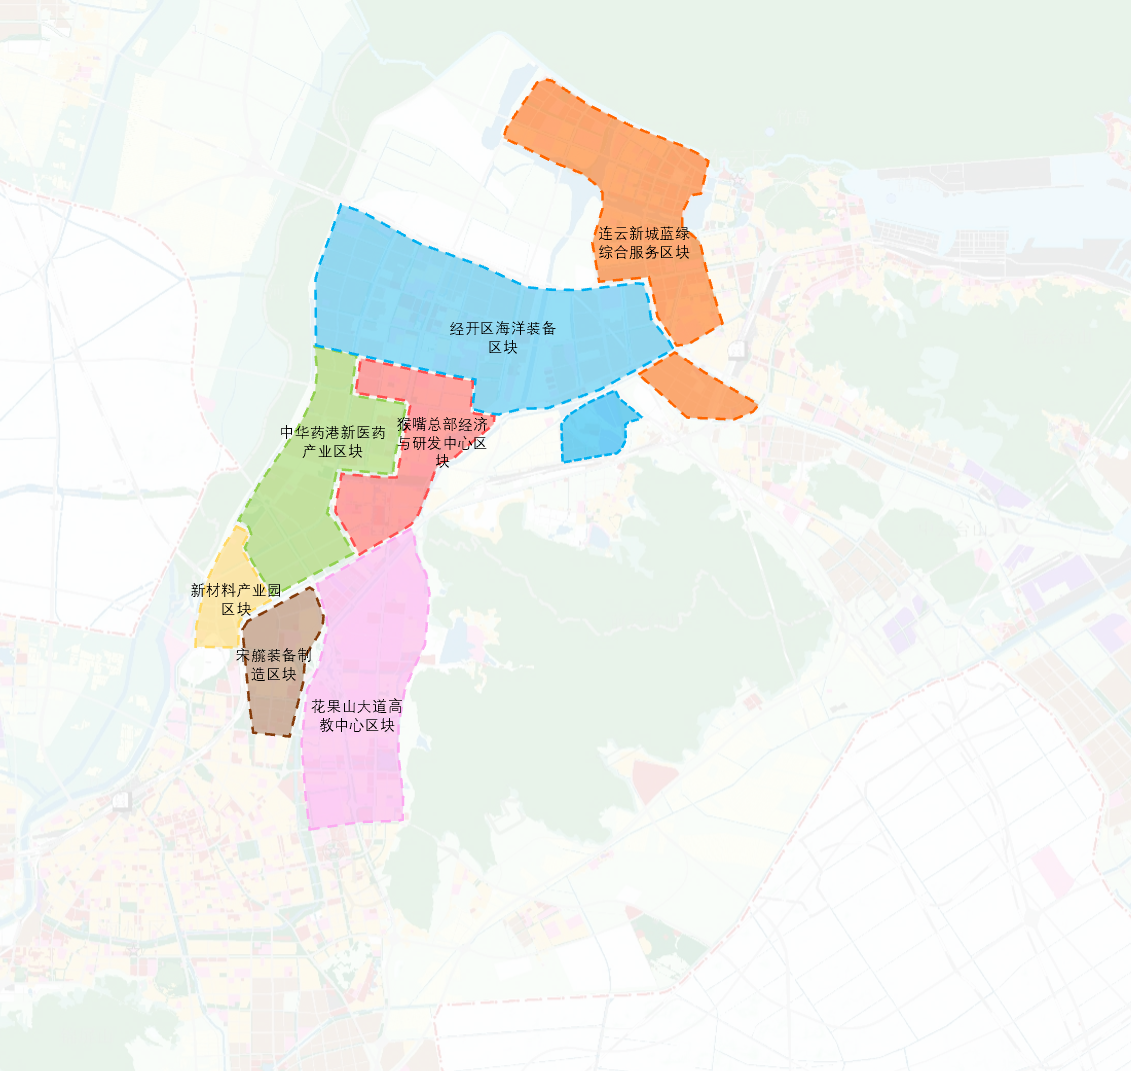 连云新城蓝绿
综合服务区块
经开区海洋装备
区块
猴嘴总部经济
与研发中心区
块
中华药港新医药
产业区块
新材料产业园
区块
宋艞装备制
造区块
花果山大道高
教中心区块